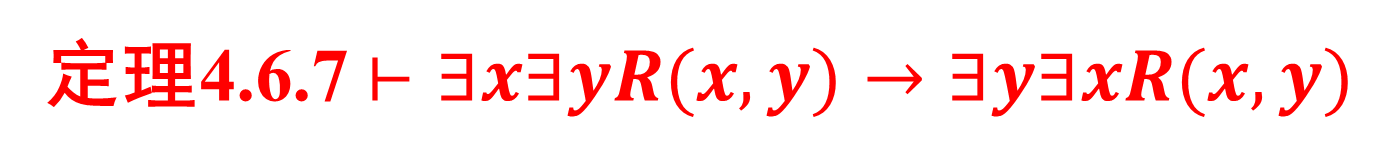 定理4.6.7 ⊢ ∃x∃yR(x, y) → ∃y∃xR(x, y)